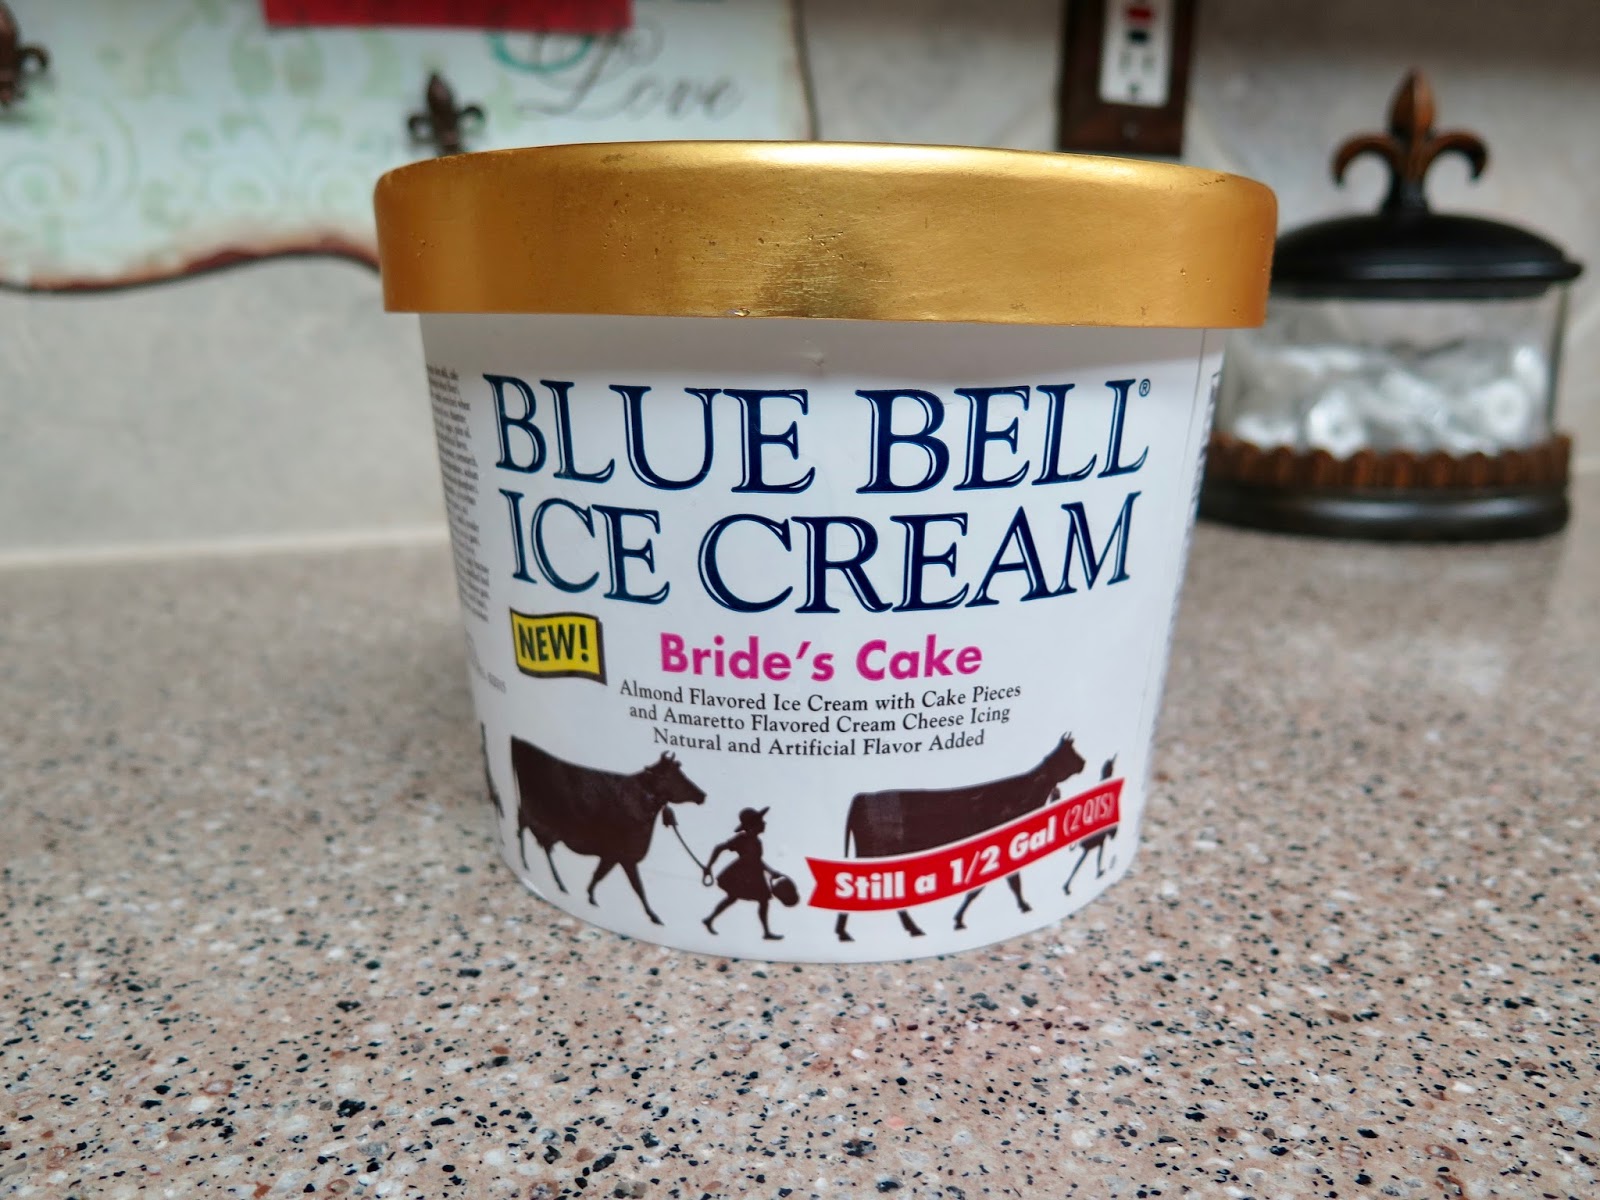 Love
BLUE BELL®
ICE CREAM
NEW!
Bride's Cake
Almond Flavored Ice Cream with Cake Pieces
and Amaretto Flavored Cream Cheese Icing
Natural and Artificial Flavor Added
Still a 1/2 Gal (2QTS)